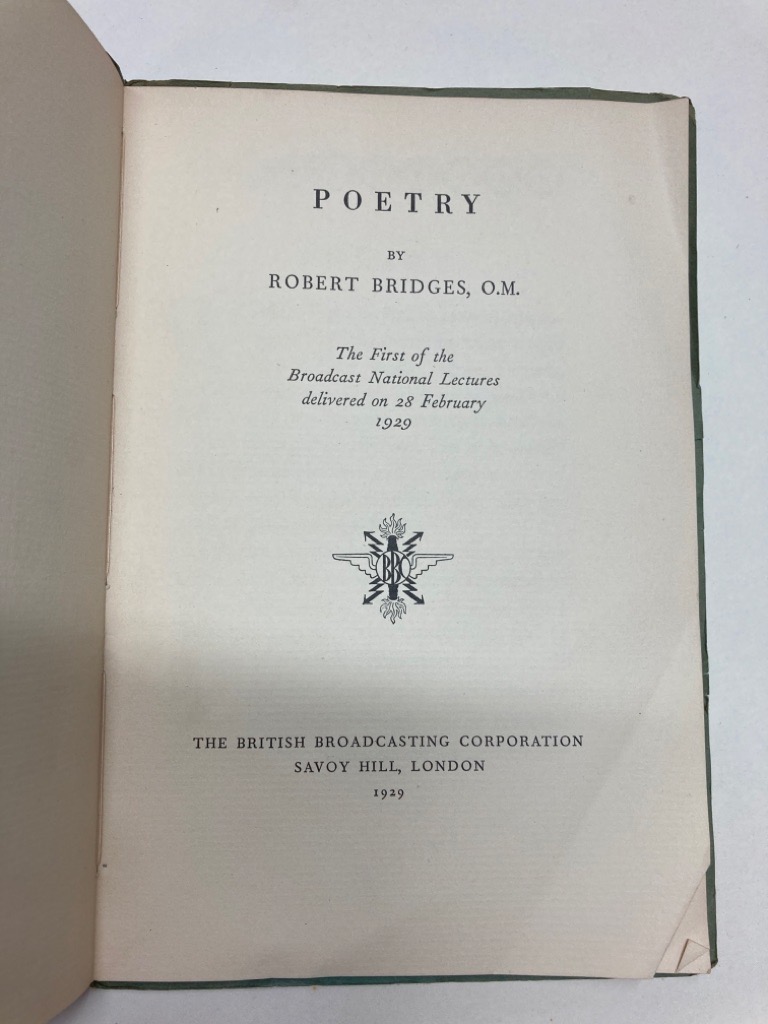 POETRY
BY
ROBERT BRIDGES, O.M.
The First of the
Broadcast National Lectures
delivered on 28 February
1929
BBC
THE BRITISH BROADCASTING CORPORATION
SAVOY HILL, LONDON
1929